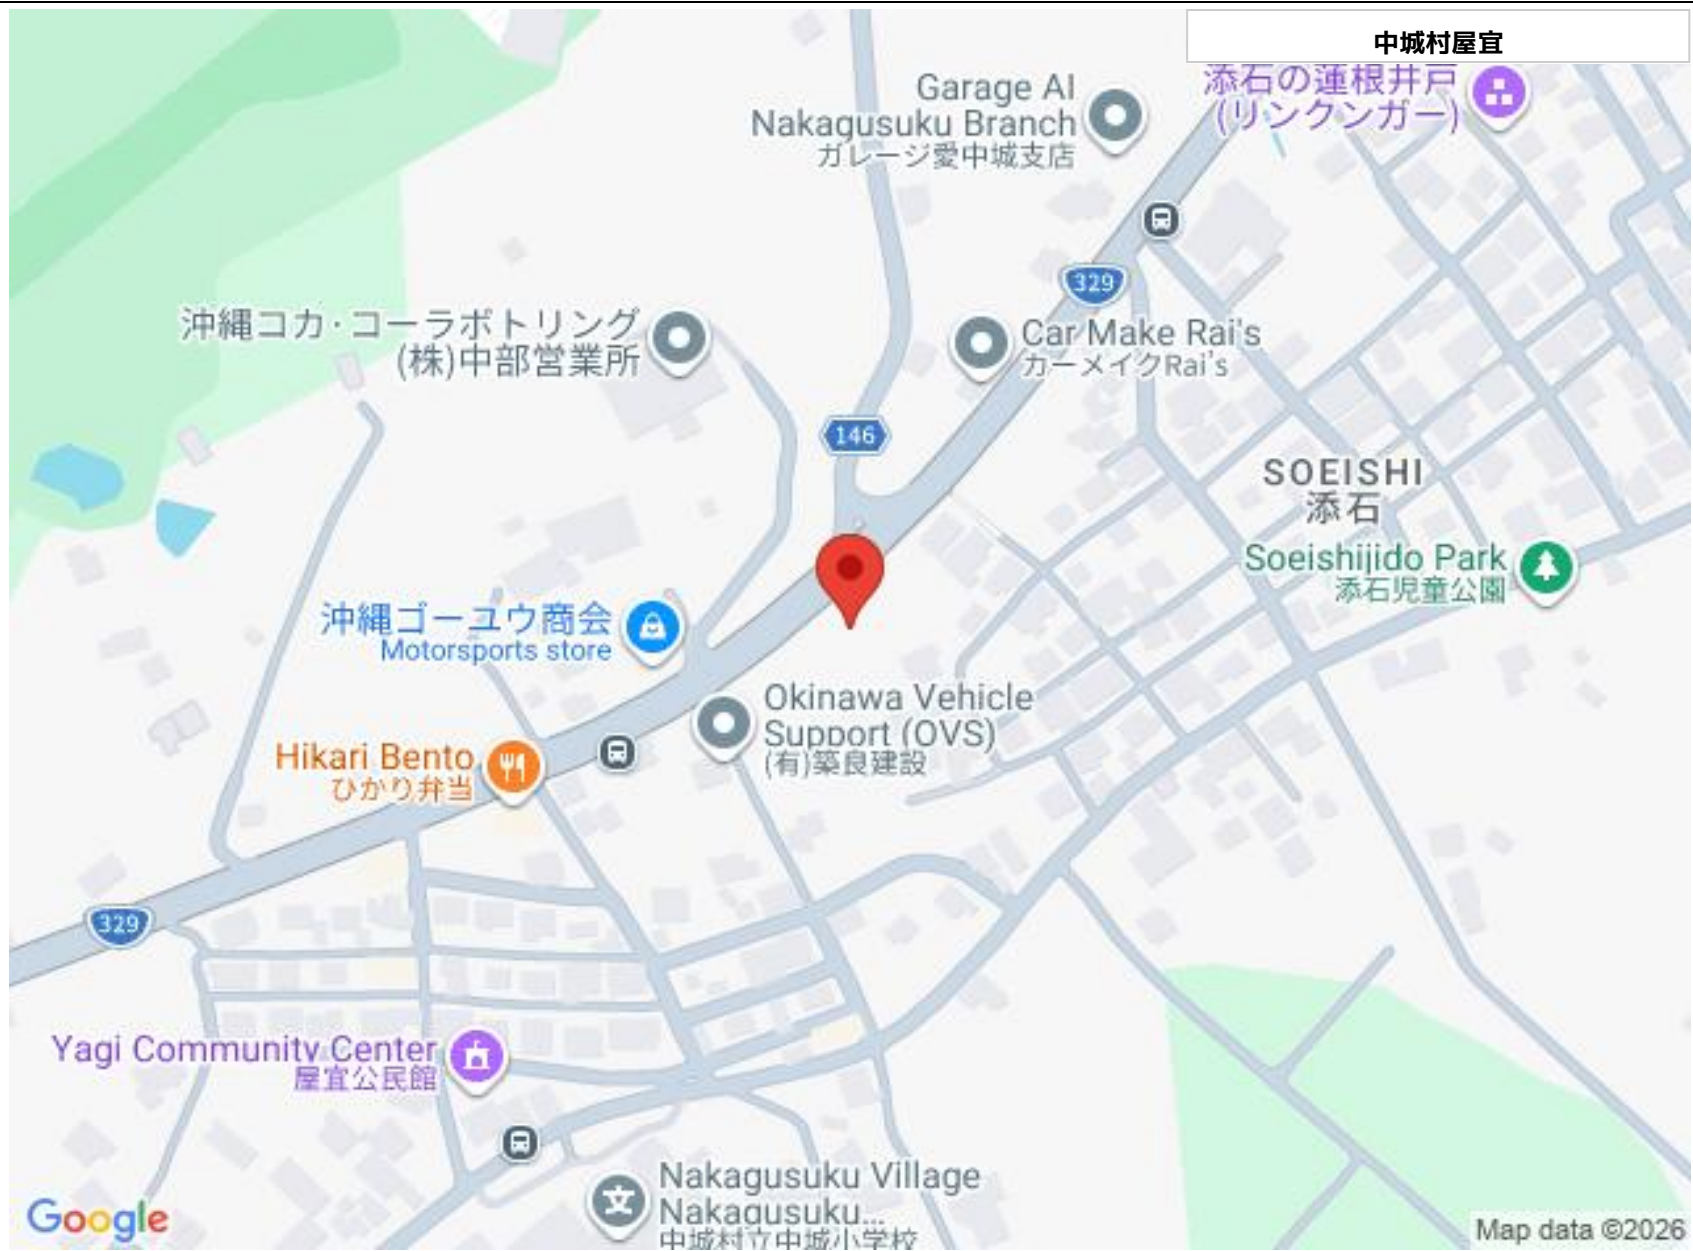 中城村屋宜
添石の蓮根井戸
(リンクンガー)
Garage AI
Nakagusuku Branch
ガレージ愛中城支店
329
沖縄コカ·コーラボトリング
(株)中部営業所
Car Make Rai's
カーメイクRai's
146
SOEISHI
添石
Soeishijido Park
添石児童公園
沖縄ゴーユウ商会
Motorsports store
Okinawa Vehicle
Support (OVS)
(有)築良建設
Hikari Bento
ひかり弁当
329
Yagi Community Center
屋宜公民館
文
Nakagusuku Village
Nakagusuku...
中城村立中城小学校
Google
Map data ©2026